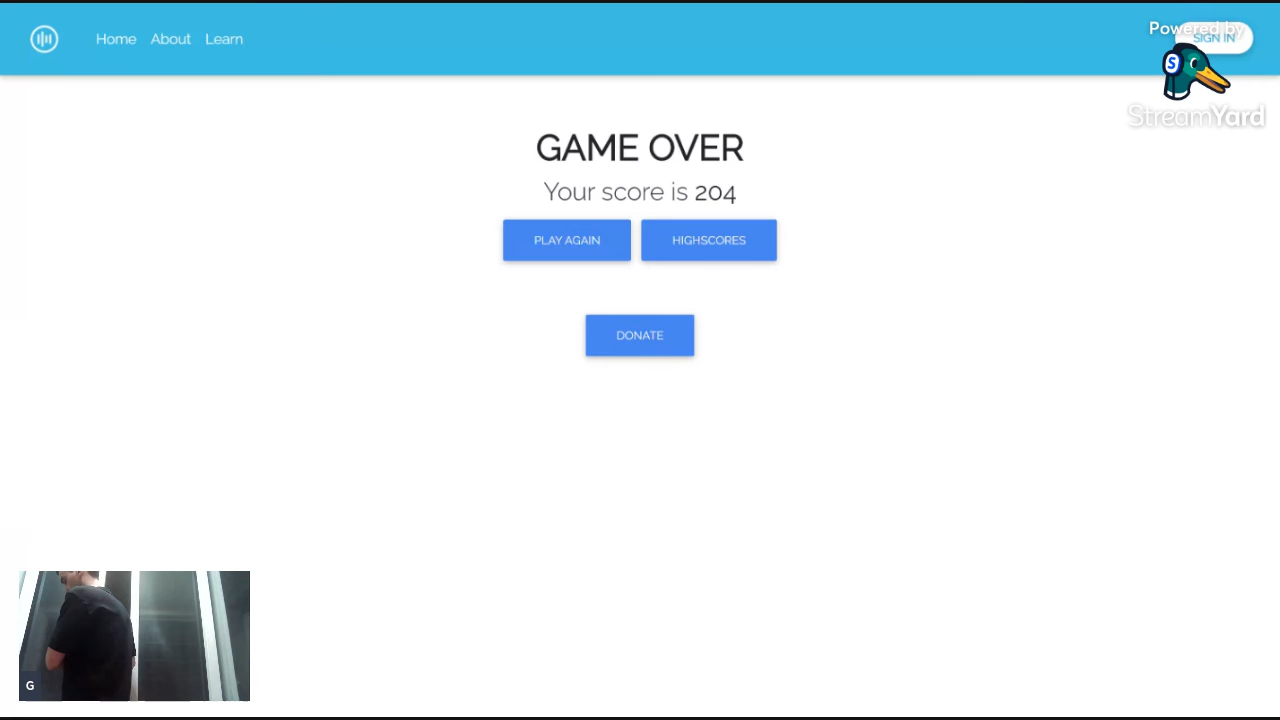 Home About Learn
SIGN IN
Powered by
StreamYard
GAME OVER
Your score is 204
PLAY AGAIN HIGHSCORES
DONATE
G